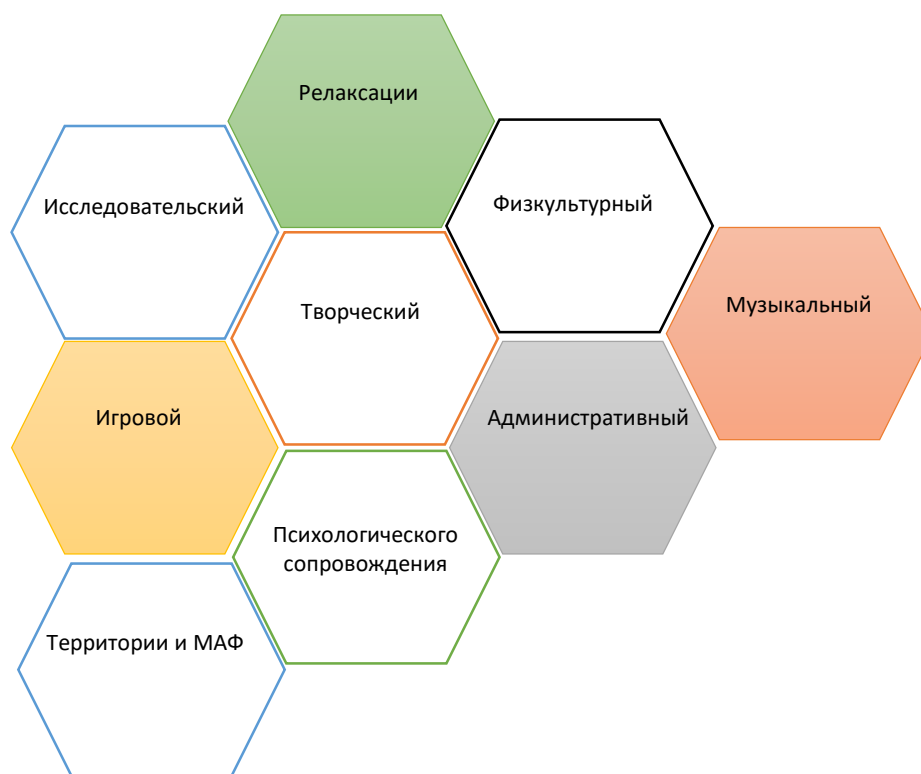 Релаксации
Исследовательский
Физкультурный
Творческий
Музыкальный
Игровой
Административный
Психологического
сопровождения
Территории и МАФ